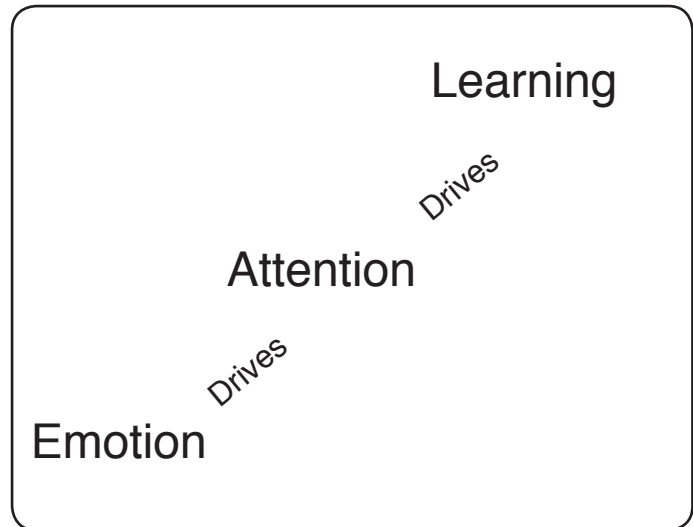 Learning
Drives
Attention
Drives
Emotion